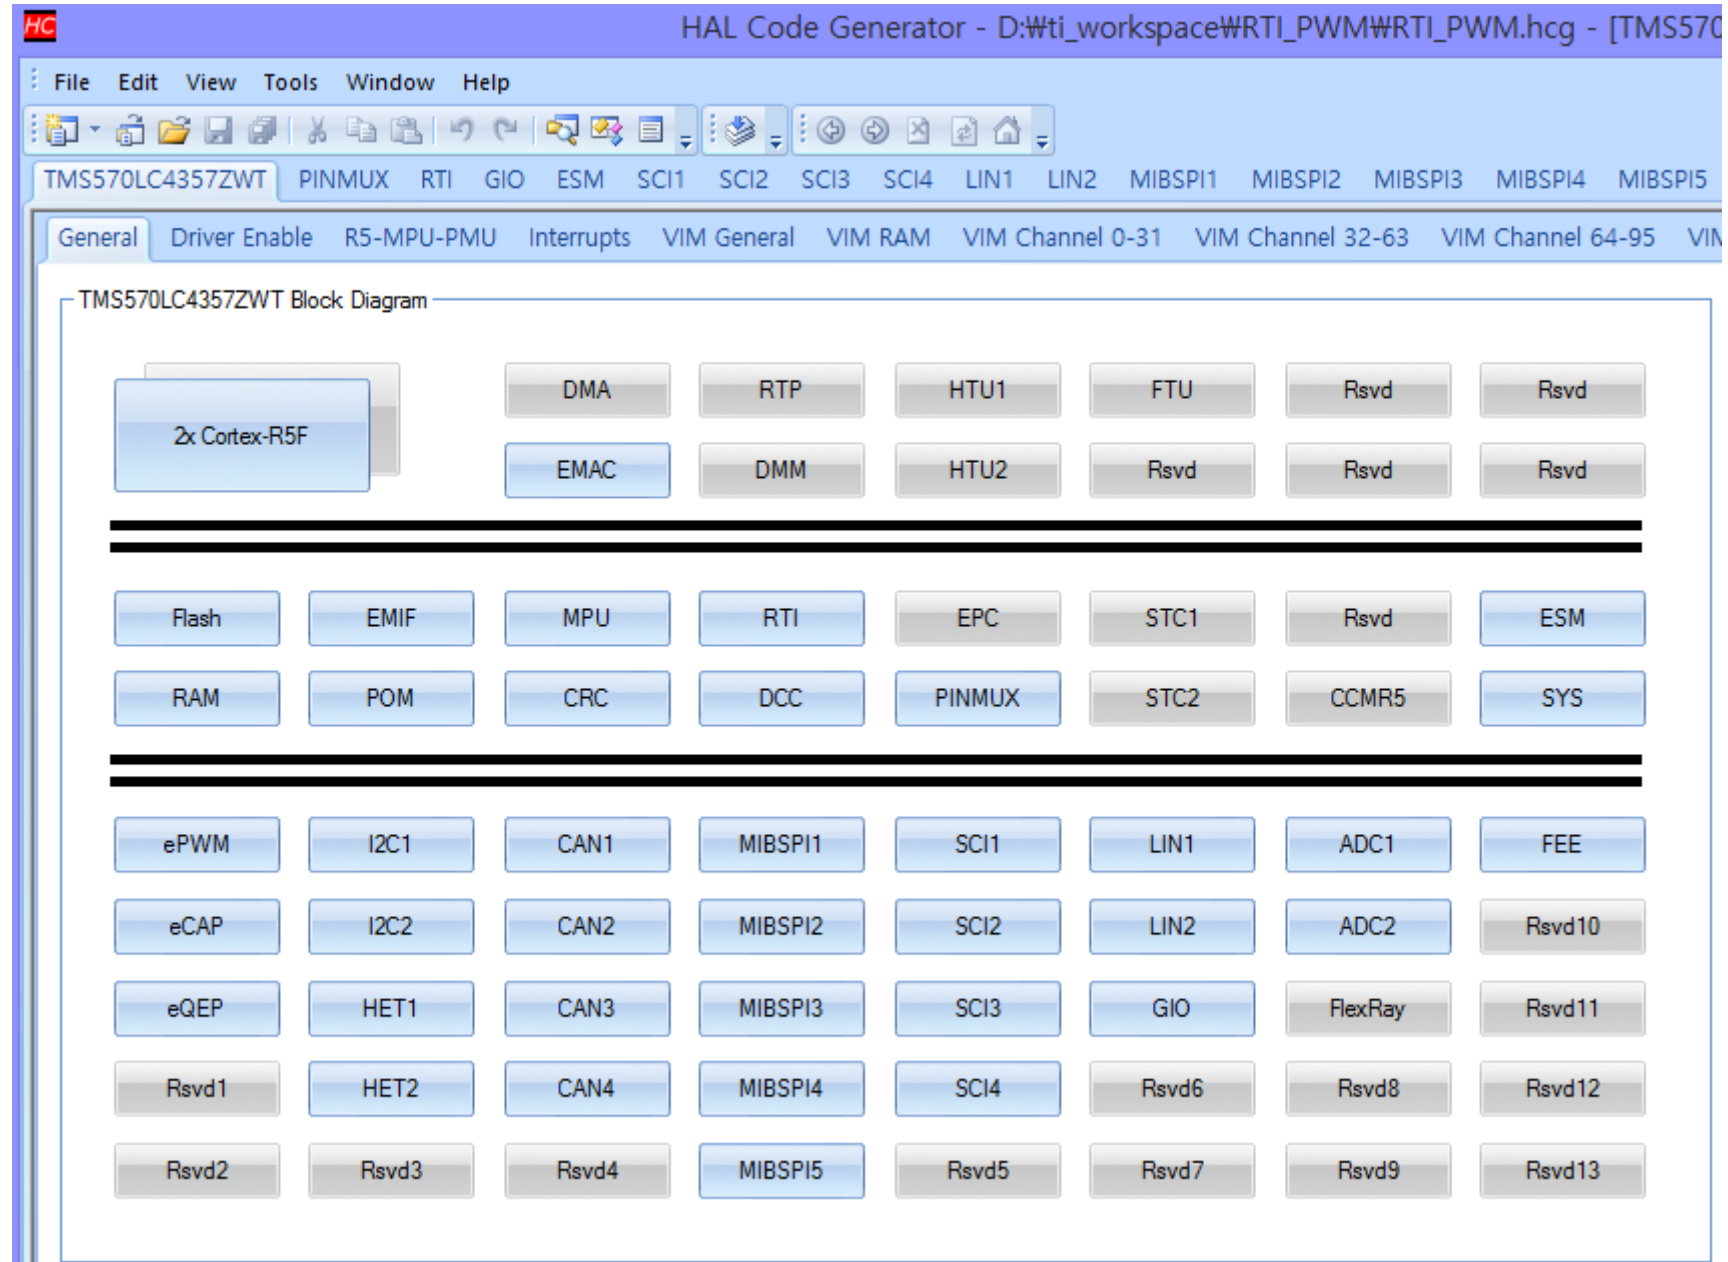 HC
HAL Code Generator - D:₩ti_workspace₩RTI_PWM₩RTI_PWM.hcg - [TMS570
File Edit View Tools Window Help
TMS570LC4357ZWT PINMUX RTI GIO ESM SCI1 SCI2 SCI3 SCI4 LIN1 LIN2 MIBSPI1 MIBSPI2 MIBSPI3 MIBSPI4 MIBSPI5
General Driver Enable R5-MPU-PMU Interrupts VIM General VIM RAM VIM Channel 0-31 VIM Channel 32-63 VIM Channel 64-95 VIM
TMS570LC4357ZWT Block Diagram
DMA RTP HTU1 FTU Rsvd Rsvd
2x Cortex-R5F
EMAC DMM HTU2 Rsvd Rsvd Rsvd
Flash EMIF MPU RTI EPC STC1 Rsvd ESM
RAM POM CRC DCC PINMUX STC2 CCMR5 SYS
ePWM I2C1 CAN1 MIBSPI1 SCI1 LIN1 ADC1 FEE
eCAP I2C2 CAN2 MIBSPI2 SCI2 LIN2 ADC2 Rsvd10
eQEP HET1 CAN3 MIBSPI3 SCI3 GIO FlexRay Rsvd11
Rsvd1 HET2 CAN4 MIBSPI4 SCI4 Rsvd6 Rsvd8 Rsvd12
Rsvd2 Rsvd3 Rsvd4 MIBSPI5 Rsvd5 Rsvd7 Rsvd9 Rsvd13